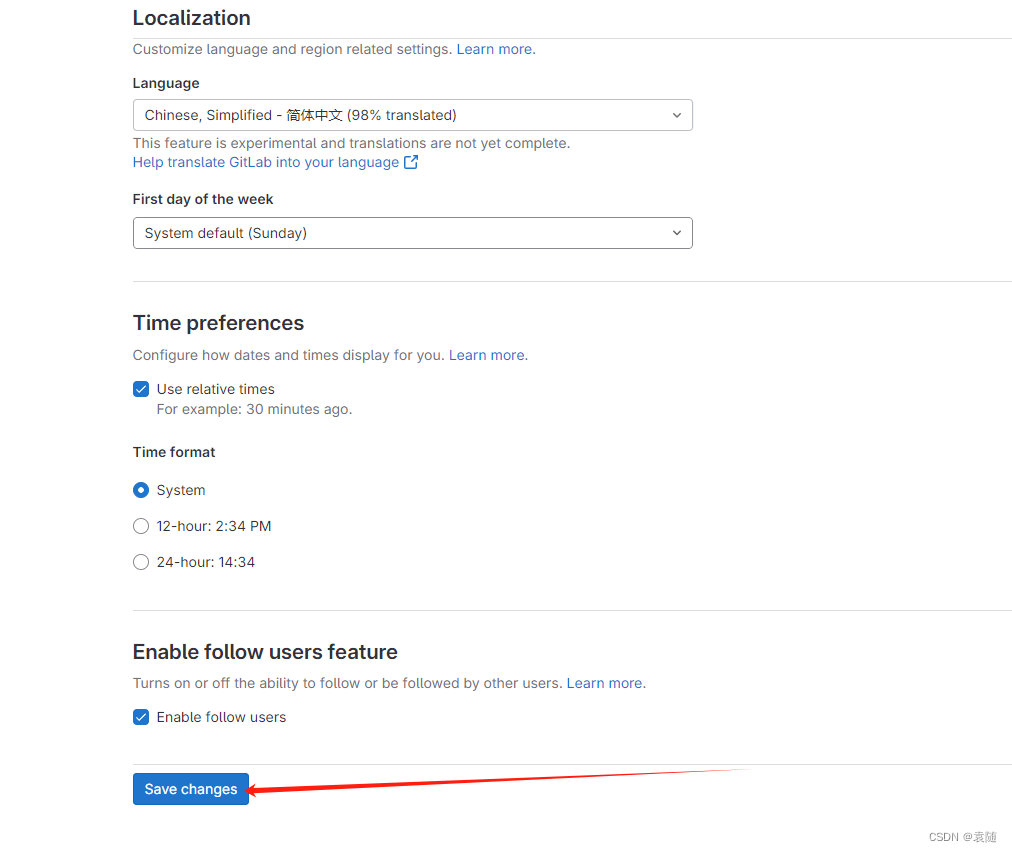 Localization
Customize language and region related settings. Learn more.
Language
Chinese, Simplified - 简体中文 (98% translated)
This feature is experimental and translations are not yet complete.
Help translate GitLab into your language
First day of the week
System default (Sunday)
Time preferences
Configure how dates and times display for you. Learn more.
Use relative times
For example: 30 minutes ago.
Time format
System
12-hour: 2:34 PM
24-hour: 14:34
Enable follow users feature
Turns on or off the ability to follow or be followed by other users. Learn more.
Enable follow users
Save changes
CSDN @袁随